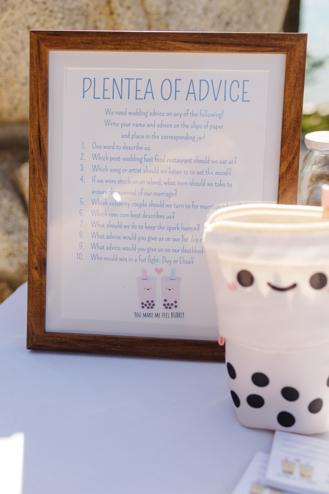 PLENTEA OF ADVICE
We need wedding advice on any of the following!
Write your name and advice on the slips of paper
and place in the corresponding jar!
1. One word to describe us.
2. Which post-wedding fast food restaurant should we eat at?
3. Which song or artist should we listen to to set the mood?
4. If we were stuck on an island, what turn should we take to
of our marriage?
5. Which celebrity couple should we turn to for
6. Which can best describes us?
7. What should we do to keep the spark
8. What advice would you give us on our
9. What advice would you give us on our
10. Who would win in a fist fight: Duy or Elisa?
YOU MAKE ME FEEL BUBBLY